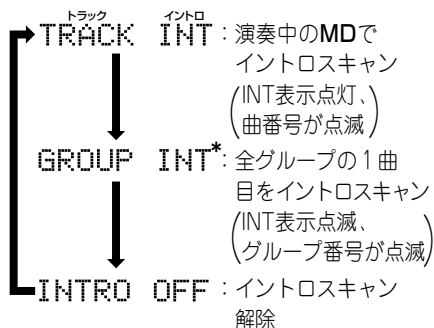 トラック イントロ
TRACK INT：演奏中のMDで
イントロスキャン
(INT表示点灯、
曲番号が点滅)
GROUP INT*：全グループの1曲
目をイントロスキャン
(INT表示点滅、
グループ番号が点滅)
INTRO OFF：イントロスキャン
解除